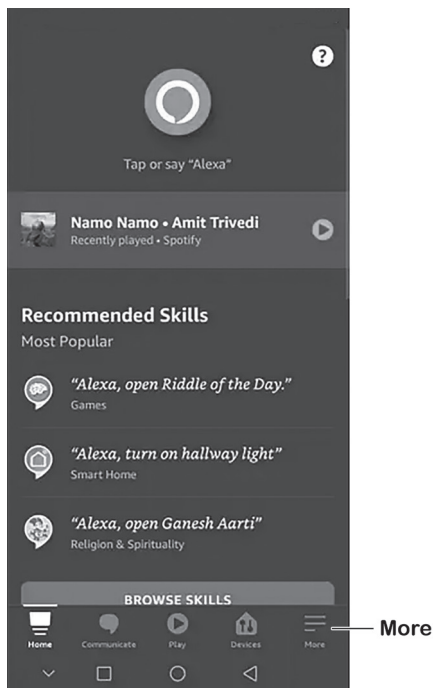 ?
Tap or say “Alexa”
Namo Namo • Amit Trivedi
Recently played • Spotify
Recommended Skills
Most Popular
“Alexa, open Riddle of the Day.”
Games
“Alexa, turn on hallway light”
Smart Home
“Alexa, open Ganesh Aarti”
Religion & Spirituality
BROWSE SKILLS
Home Communicate Play Devices More
More